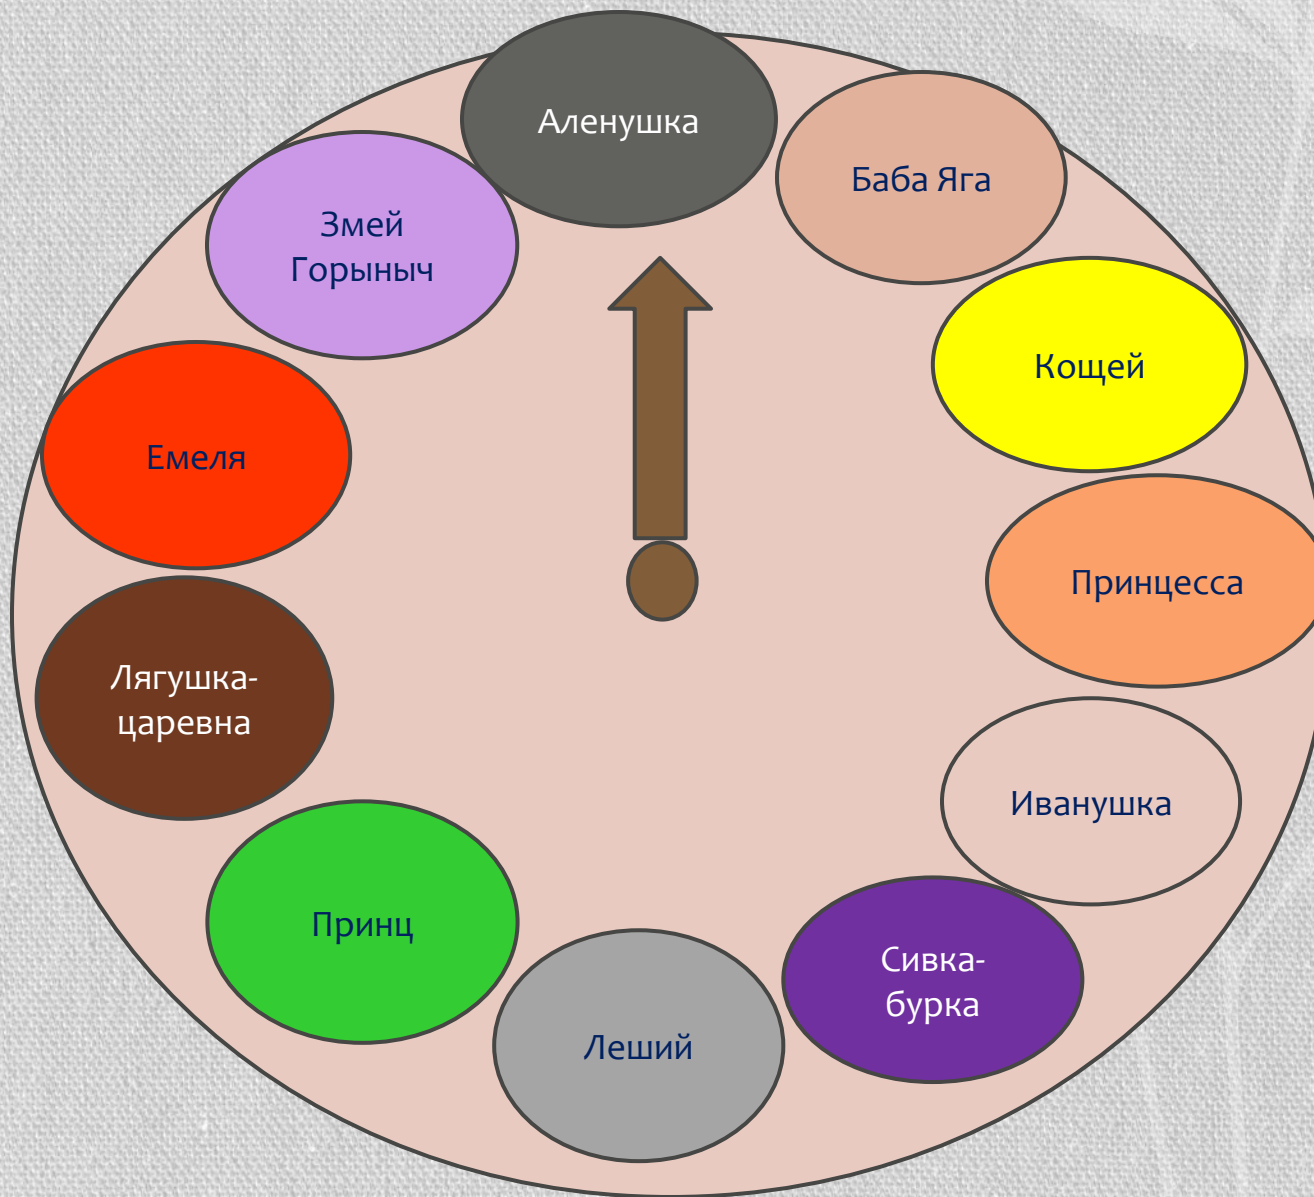 Аленушка
Баба Яга
Кощей
Принцесса
Иванушка
Сивка-
бурка
Леший
Принц
Лягушка-
царевна
Емеля
Змей
Горыныч